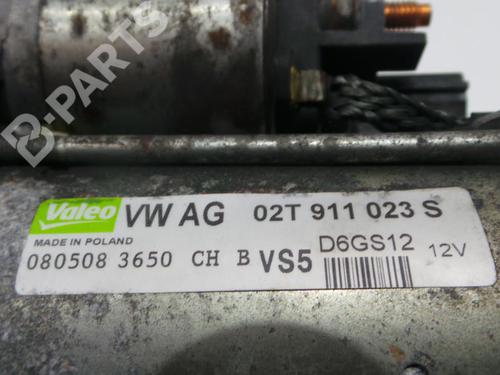 B-PARTS
Valeo VW AG 02T 911 023 S
MADE IN POLAND
080508 3650 CH B VS5 D6GS12 12V